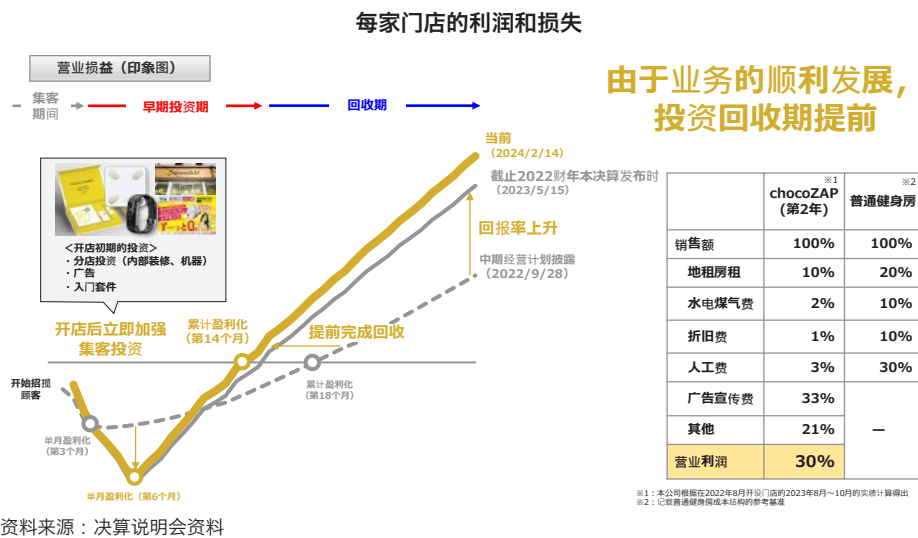 每家门店的利润和损失
营业损益（印象图）
集客
期间
早期投资期
回收期
由于业务的顺利发展，
投资回收期提前
当前
（2024/2/14）
截止2022财年本决算发布时
（2023/5/15）
回报率上升
中期经营计划披露
（2022/9/28）
＜开店初期的投资＞
・分店投资（内部装修、机器）
・广告
・入门套件
开店后立即加强
集客投资
累计盈利化
（第14个月）
提前完成回收
累计盈利化
（第18个月）
开始招揽
顾客
单月盈利化
（第3个月）
单月盈利化（第6个月）
※1 ※2
chocoZAP
(第2年) 普通健身房
销售额 100% 100%
地租房租 10% 20%
水电煤气费 2% 10%
折旧费 1% 10%
人工费 3% 30%
广告宣传费 33%
其他 21% —
营业利润 30%
※1：本公司根据在2022年8月开设门店的2023年8月～10月的实绩计算得出
※2：记载普通健身房成本结构的参考基准
资料来源：决算说明会资料